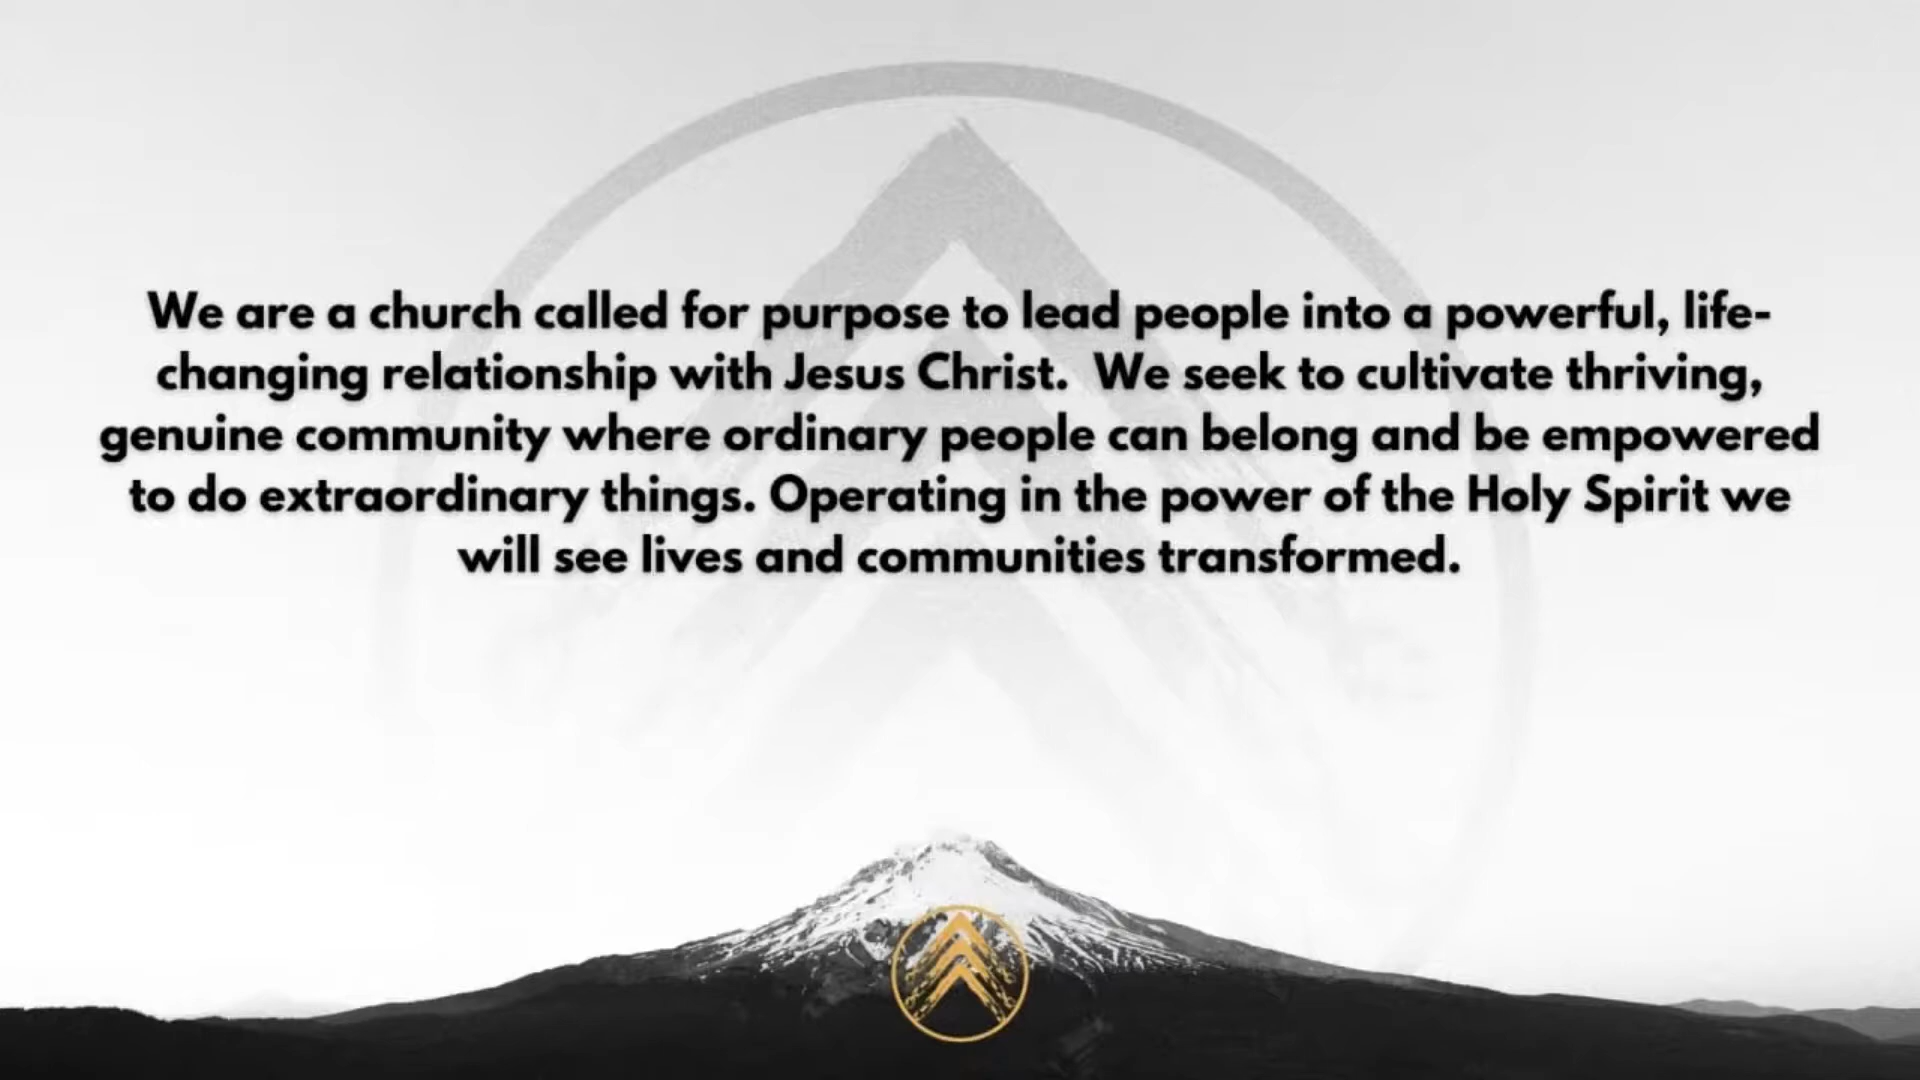 We are a church called for purpose to lead people into a powerful, life-
changing relationship with Jesus Christ.  We seek to cultivate thriving,
genuine community where ordinary people can belong and be empowered
to do extraordinary things. Operating in the power of the Holy Spirit we
will see lives and communities transformed.